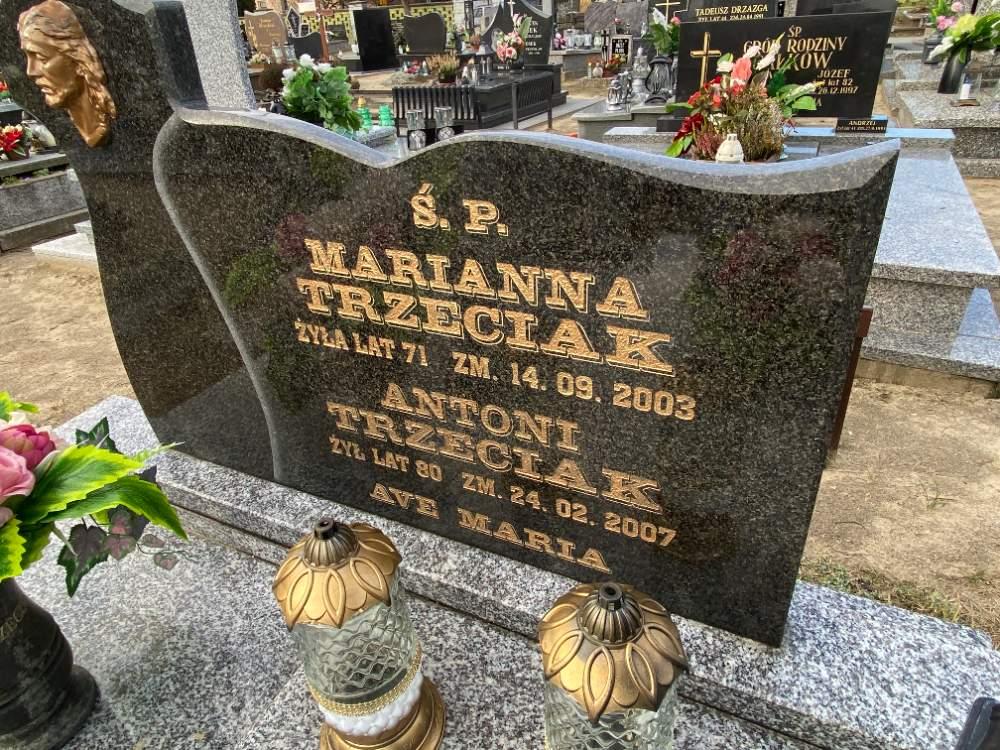 Ś. P.
MARIANNA
TRZECIAK
ŻYŁA LAT 71 ZM. 14. 09. 2003
ANTONI
TRZECIAK
ŻYŁ LAT 80 ZM. 24. 02. 2007
AVE MARIA
TADEUSZ DRZAZGA
ŚP
GRÓB RODZINY
JÓZEF
ANDRZEJ